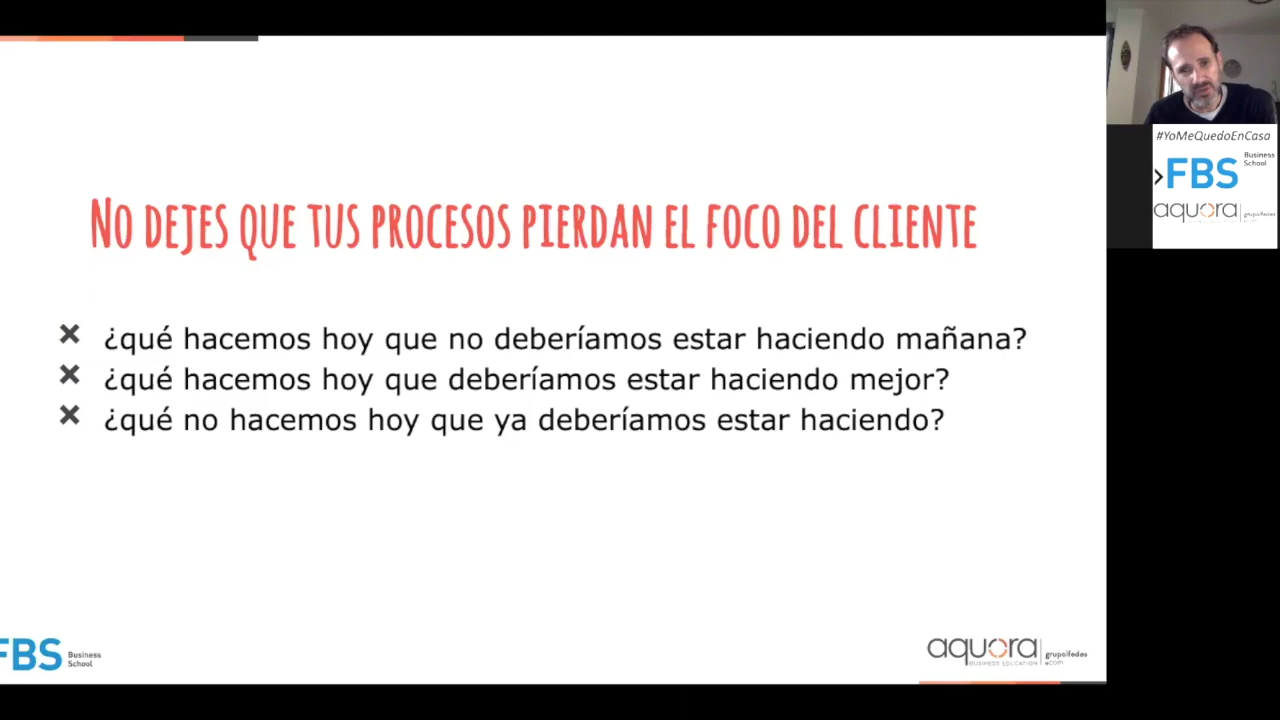 No dejes que tus procesos pierdan el foco del cliente
¿qué hacemos hoy que no deberíamos estar haciendo mañana?
¿qué hacemos hoy que deberíamos estar haciendo mejor?
¿qué no hacemos hoy que ya deberíamos estar haciendo?
FBS Business
School
aquora
BUSINESS EDUCATION
grupoifedes
.com
#YoMeQuedoEnCasa
FBS Business
School
aquora grupoifedes